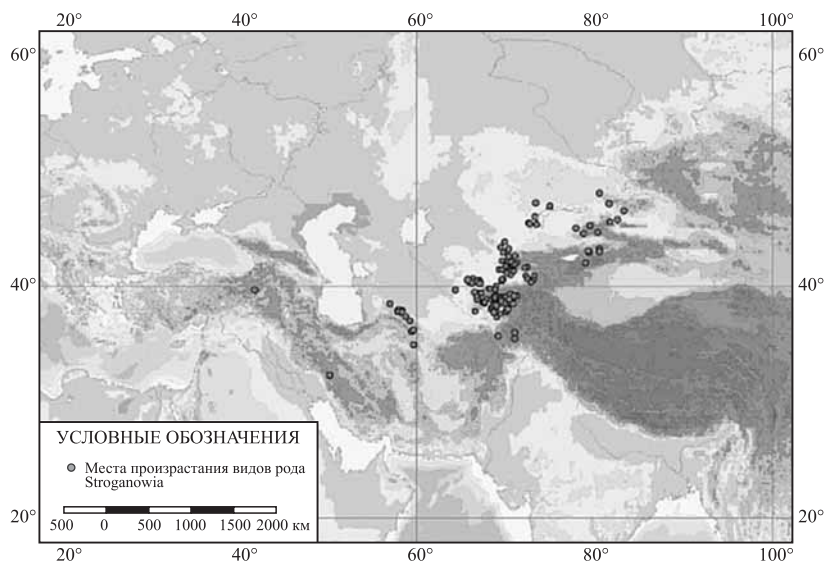 20° 40° 60° 80° 100°
60° 60°
40° 40°
УСЛОВНЫЕ ОБОЗНАЧЕНИЯ
Места произрастания видов рода
Stroganowia
500 0 500 1000 1500 2000 км
20° 20°
20° 40° 60° 80° 100°